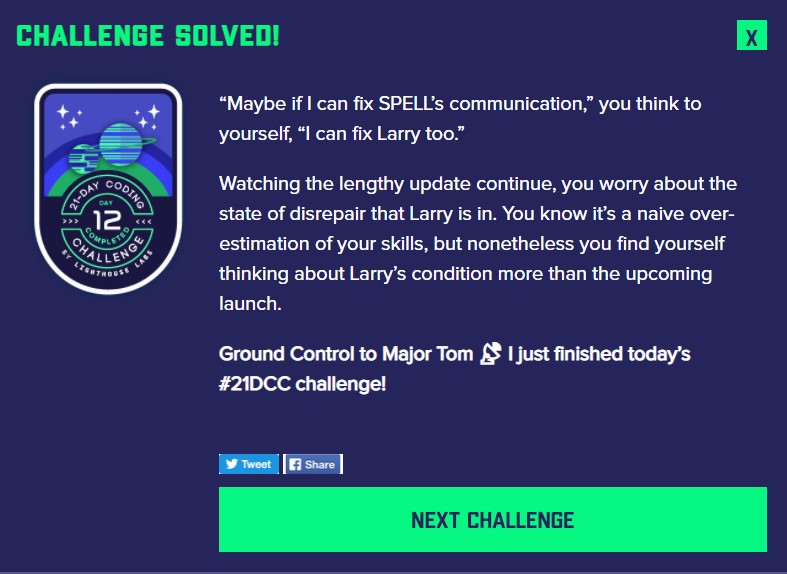 CHALLENGE SOLVED!
X
“Maybe if I can fix SPELL’s communication,” you think to
yourself, “I can fix Larry too.”
Watching the lengthy update continue, you worry about the
state of disrepair that Larry is in. You know it’s a naive over-
estimation of your skills, but nonetheless you find yourself
thinking about Larry’s condition more than the upcoming
launch.
Ground Control to Major Tom 📡 I just finished today’s
#21DCC challenge!
21-DAY CODING
DAY
>>> 12 <<<
COMPLETED
CHALLENGE
BY LIGHTHOUSE LABS
Tweet
Share
NEXT CHALLENGE